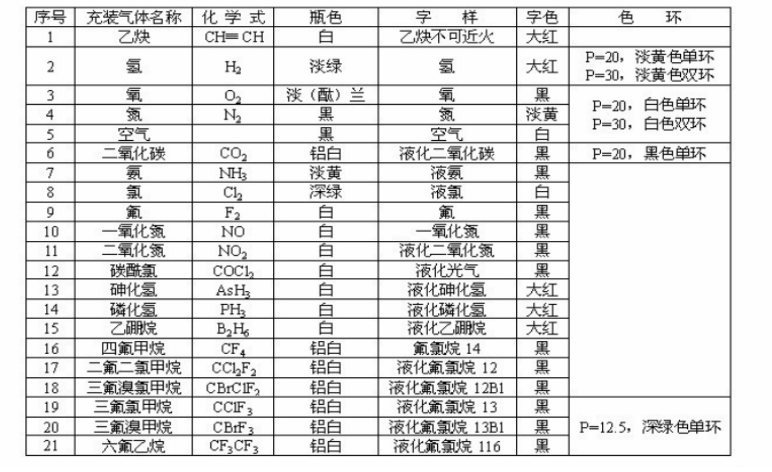 序号 充装气体名称 化学式 瓶色 字样 字色 色环
1 乙炔 CH≡CH 白 乙炔不可近火 大红
2 氢 H₂ 淡绿 氢 大红 P=20，淡黄色单环
P=30，淡黄色双环
3 氧 O₂ 淡（酞）兰 氧 黑 P=20，白色单环
P=30，白色双环
4 氮 N₂ 黑 氮 淡黄
5 空气 黑 空气 白
6 二氧化碳 CO₂ 铝白 液化二氧化碳 黑 P=20，黑色单环
7 氨 NH₃ 淡黄 液氨 黑
8 氯 Cl₂ 深绿 液氯 白
9 氟 F₂ 白 氟 黑
10 一氧化氮 NO 白 一氧化氮 黑
11 二氧化氮 NO₂ 白 液化二氧化氮 黑
12 碳酰氯 COCl₂ 白 液化光气 黑
13 砷化氢 AsH₃ 白 液化砷化氢 大红
14 磷化氢 PH₃ 白 液化磷化氢 大红
15 乙硼烷 B₂H₆ 白 液化乙硼烷 大红
16 四氟甲烷 CF₄ 铝白 氟氯烷 14 黑
17 二氟二氯甲烷 CCl₂F₂ 铝白 液化氟氯烷 12 黑
18 三氟溴氯甲烷 CBrClF₂ 铝白 液化氟氯烷 12B1 黑
19 三氟氯甲烷 CClF₃ 铝白 液化氟氯烷 13 黑 P=12.5，深绿色单环
20 三氟溴甲烷 CBrF₃ 铝白 液化氟氯烷 13B1 黑
21 六氟乙烷 CF₃CF₃ 铝白 液化氟氯烷 116 黑